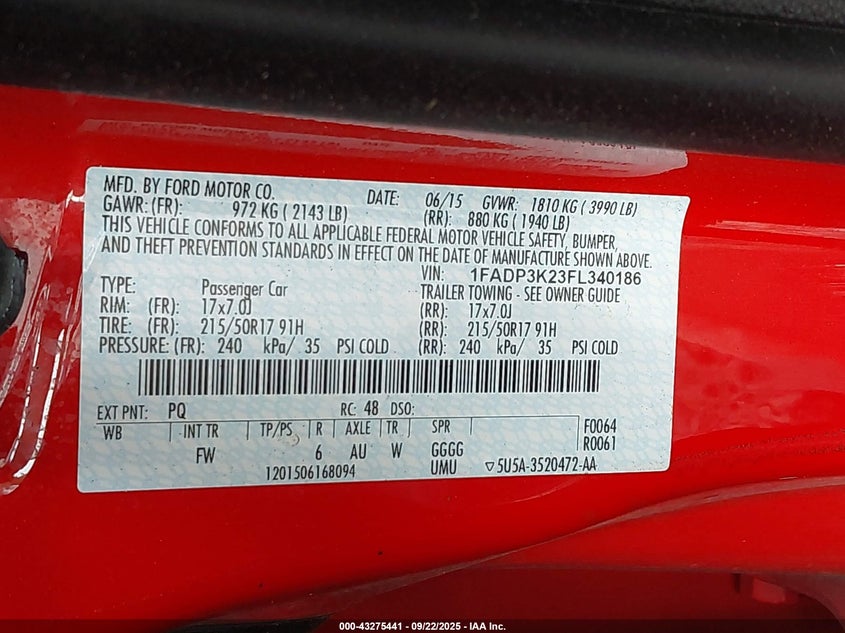 MFD. BY FORD MOTOR CO. DATE: 06/15 GVWR: 1810 KG ( 3990 LB)
GAWR: (FR): 972 KG ( 2143 LB) (RR): 880 KG ( 1940 LB)
THIS VEHICLE CONFORMS TO ALL APPLICABLE FEDERAL MOTOR VEHICLE SAFETY, BUMPER,
AND THEFT PREVENTION STANDARDS IN EFFECT ON THE DATE OF MANUFACTURE SHOWN ABOVE.
VIN: 1FADP3K23FL340186
TYPE: Passenger Car TRAILER TOWING - SEE OWNER GUIDE
RIM: (FR): 17x7.0J (RR): 17x7.0J
TIRE: (FR): 215/50R17 91H (RR): 215/50R17 91H
PRESSURE: (FR): 240 kPa/ 35 PSI COLD (RR): 240 kPa/ 35 PSI COLD
EXT PNT: PQ RC: 48 DSO:
WB INT TR TP/PS R AXLE TR SPR F0064
FW 6 AU W GGGG R0061
1201506168094 UMU ▽5U5A-3520472-AA
000-43275441 - 09/22/2025 - IAA Inc.